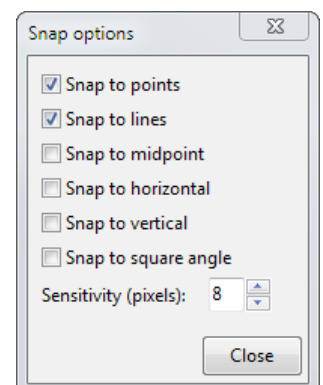 Snap options
Snap to points
Snap to lines
Snap to midpoint
Snap to horizontal
Snap to vertical
Snap to square angle
Sensitivity (pixels): 8
Close